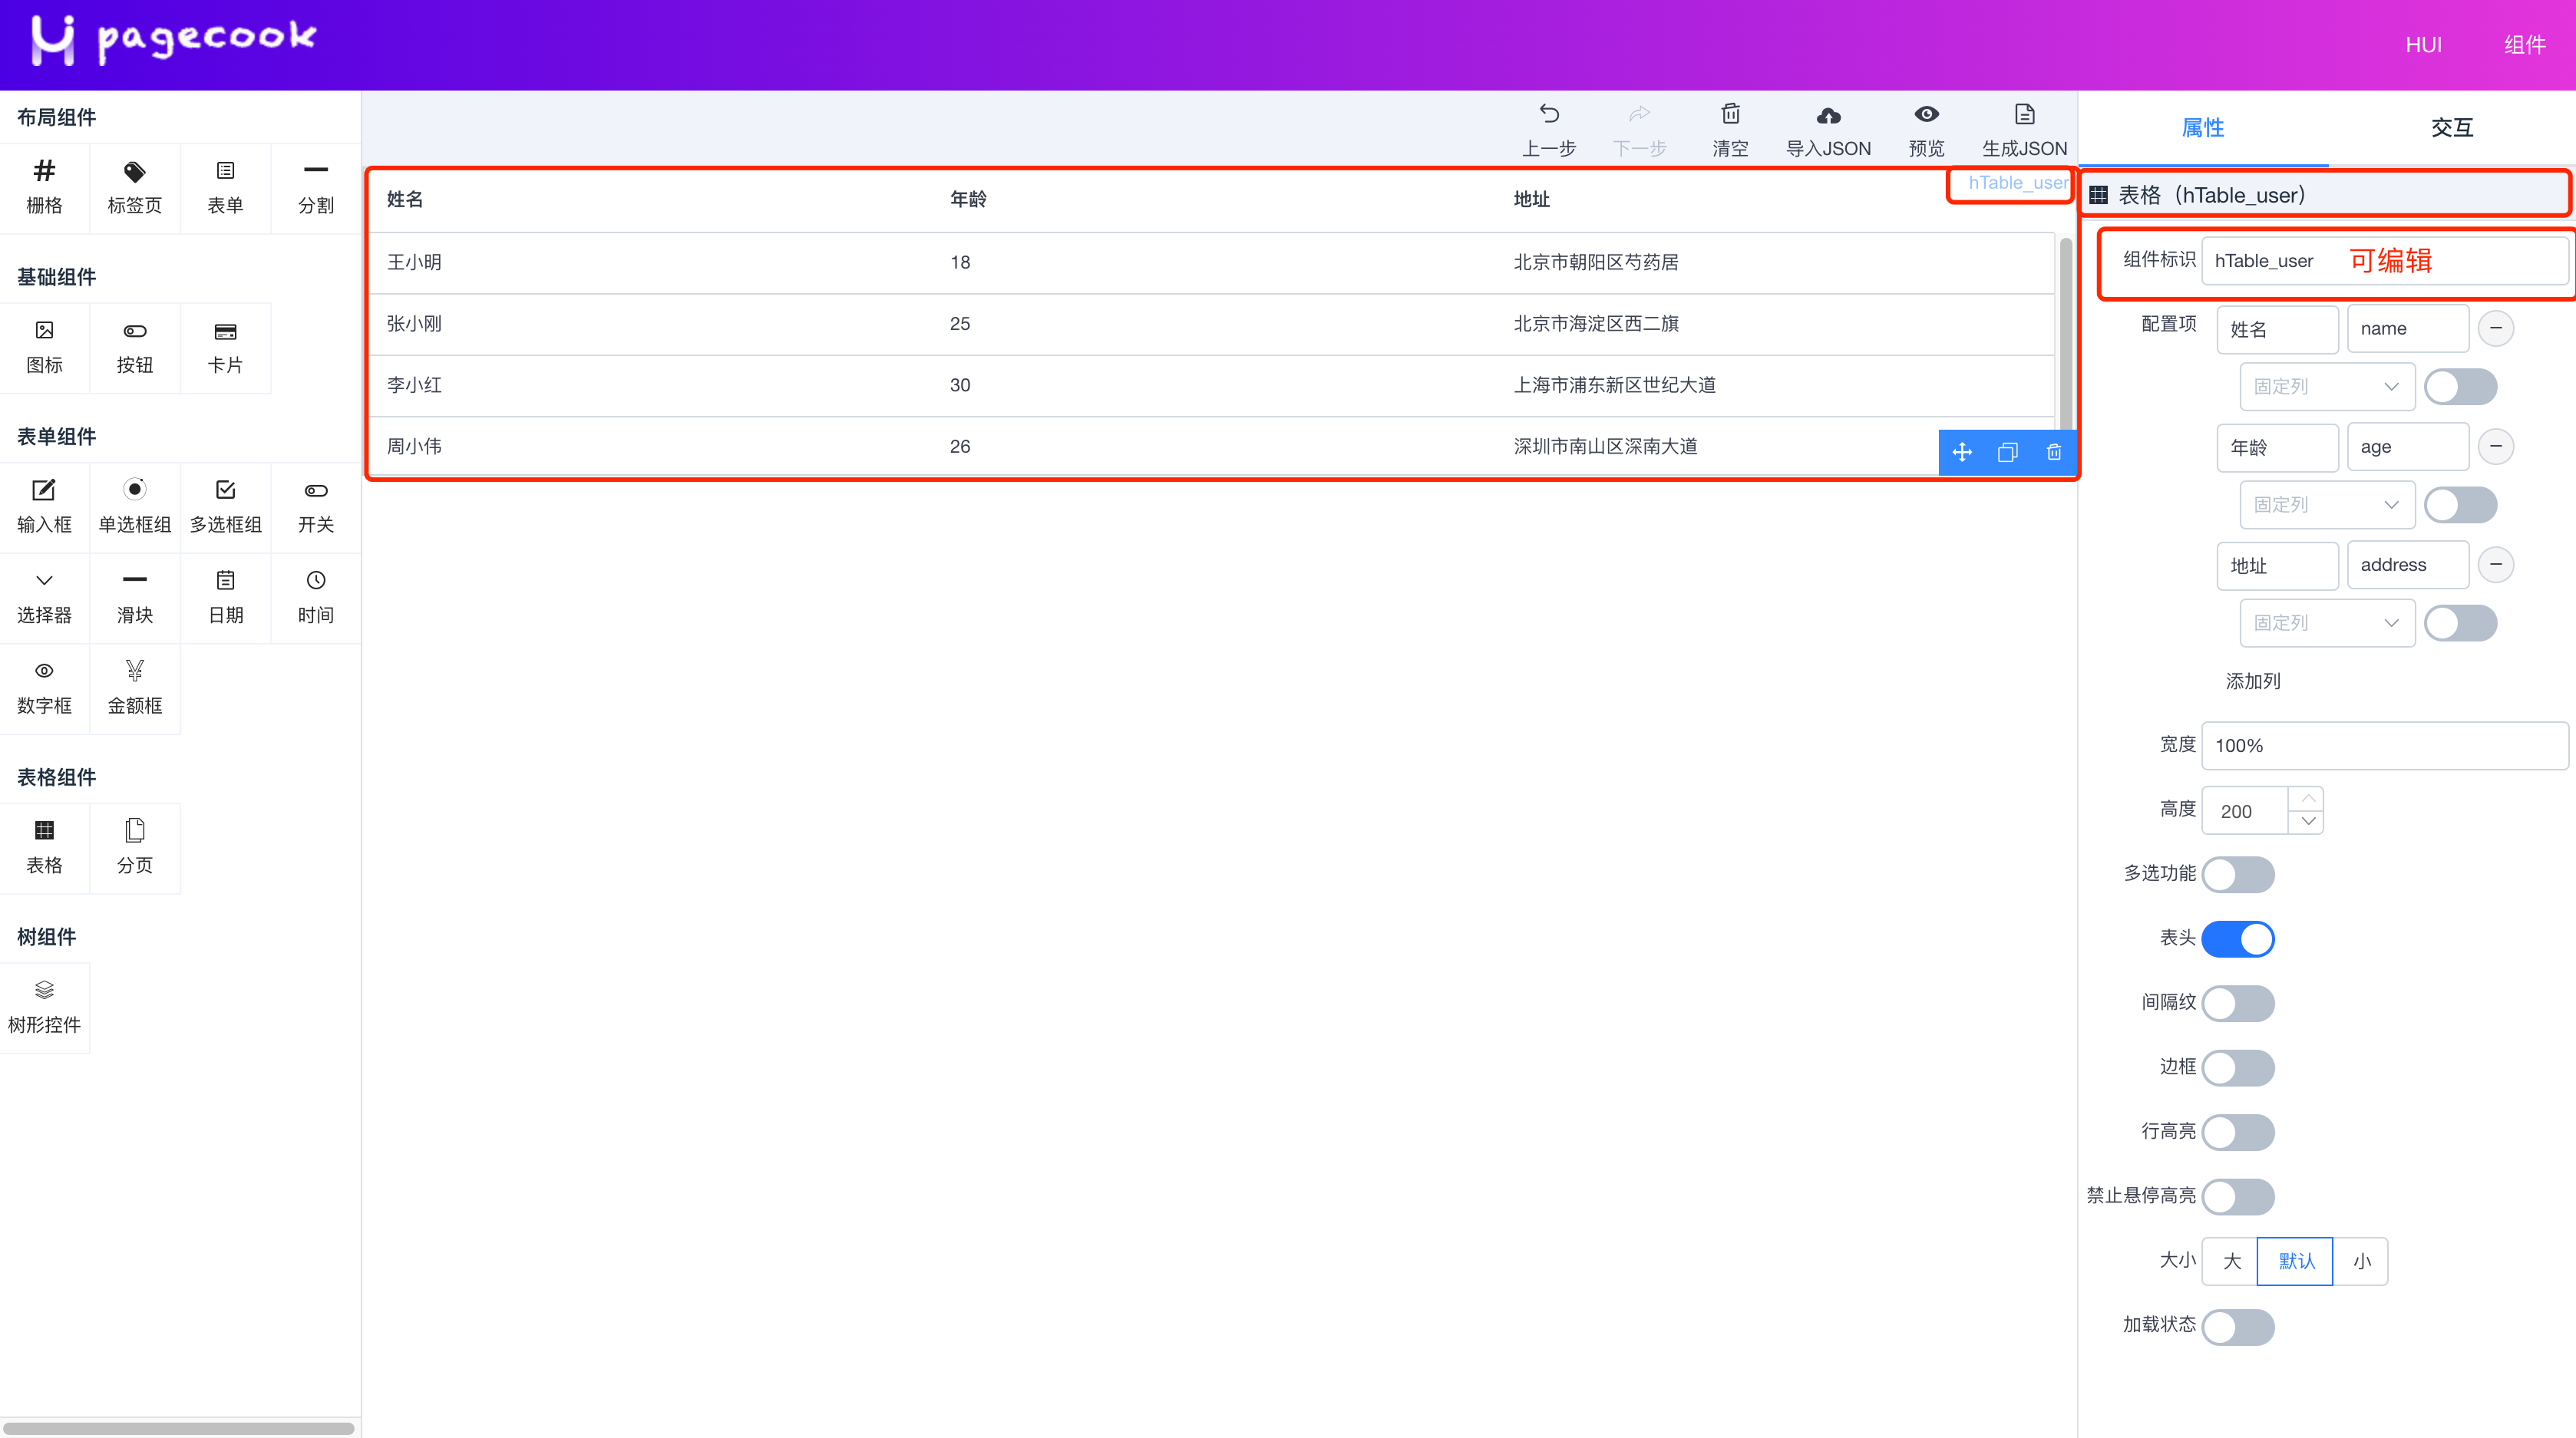 pagecook
HUI 组件
布局组件
栅格 标签页 表单 分割
基础组件
图标 按钮 卡片
表单组件
输入框 单选框组 多选框组 开关
选择器 滑块 日期 时间
数字框 金额框
表格组件
表格 分页
树组件
树形控件
上一步 下一步 清空 导入JSON 预览 生成JSON
hTable_user
姓名 年龄 地址
王小明 18 北京市朝阳区芍药居
张小刚 25 北京市海淀区西二旗
李小红 30 上海市浦东新区世纪大道
周小伟 26 深圳市南山区深南大道
属性 交互
表格（hTable_user）
组件标识 hTable_user 可编辑
配置项 姓名 name
固定列
年龄 age
固定列
地址 address
固定列
添加列
宽度 100%
高度 200
多选功能
表头
间隔纹
边框
行高亮
禁止悬停高亮
大小 大 默认 小
加载状态